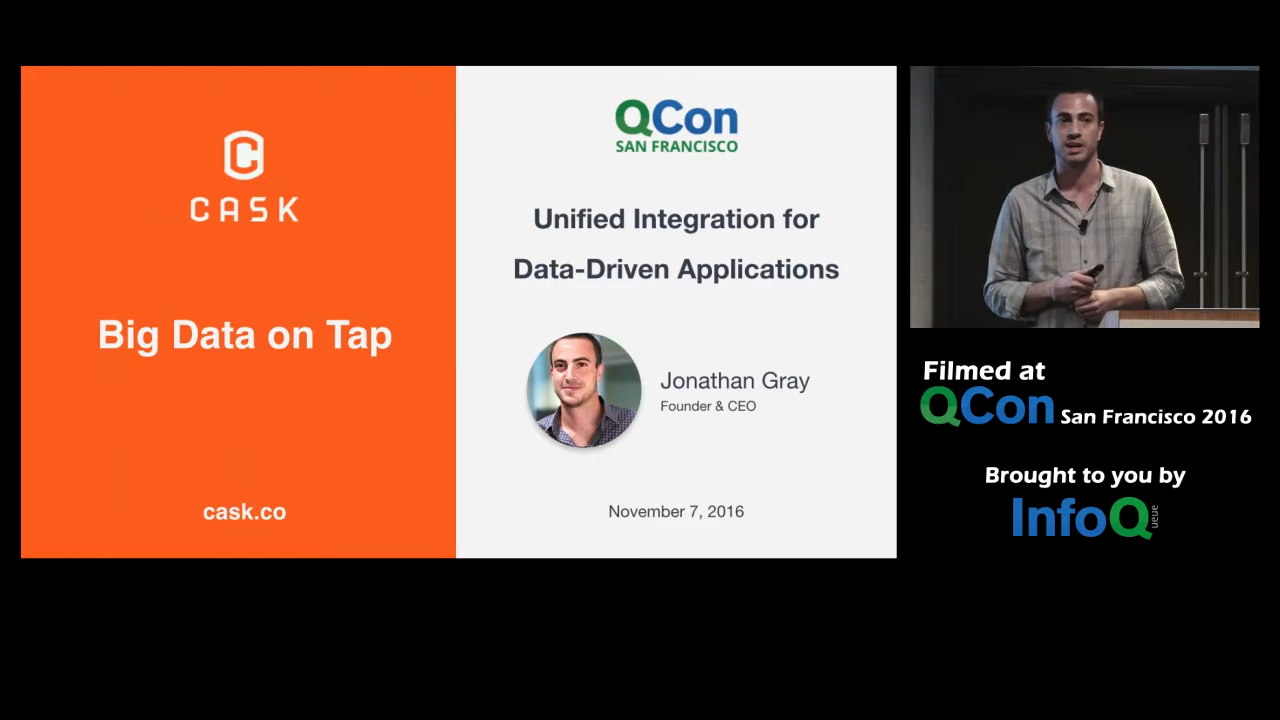 CASK
Big Data on Tap
cask.co
QCon
SAN FRANCISCO
Unified Integration for
Data-Driven Applications
Jonathan Gray
Founder & CEO
November 7, 2016
Filmed at
QCon San Francisco 2016
Brought to you by
InfoQueue